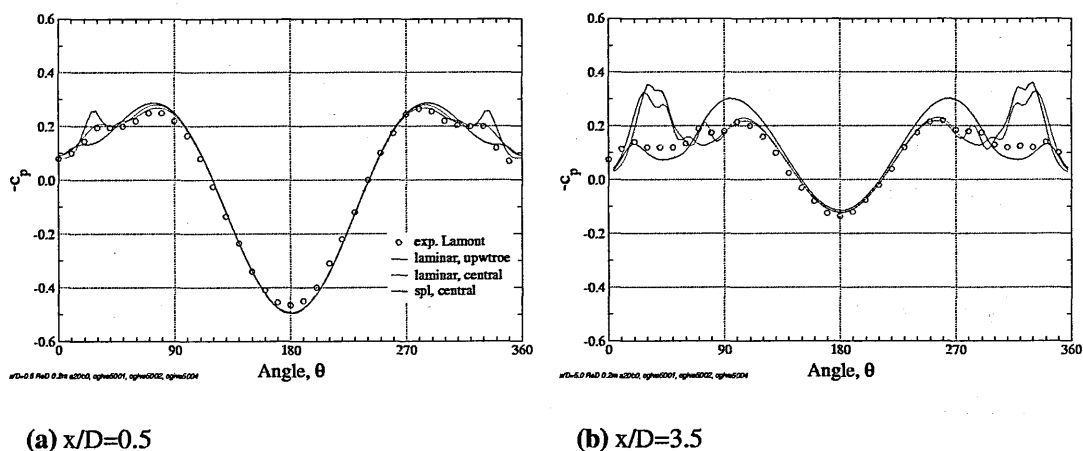 0.6
0.4
0.2
0.0
-0.2
-0.4
-0.6
-c_p
exp. Lamont
laminar, upwtroe
laminar, central
spl, central
0 90 180 270 360
Angle, θ
0.6
0.4
0.2
0.0
-0.2
-0.4
-0.6
-c_p
0 90 180 270 360
Angle, θ
(a) x/D=0.5
(b) x/D=3.5